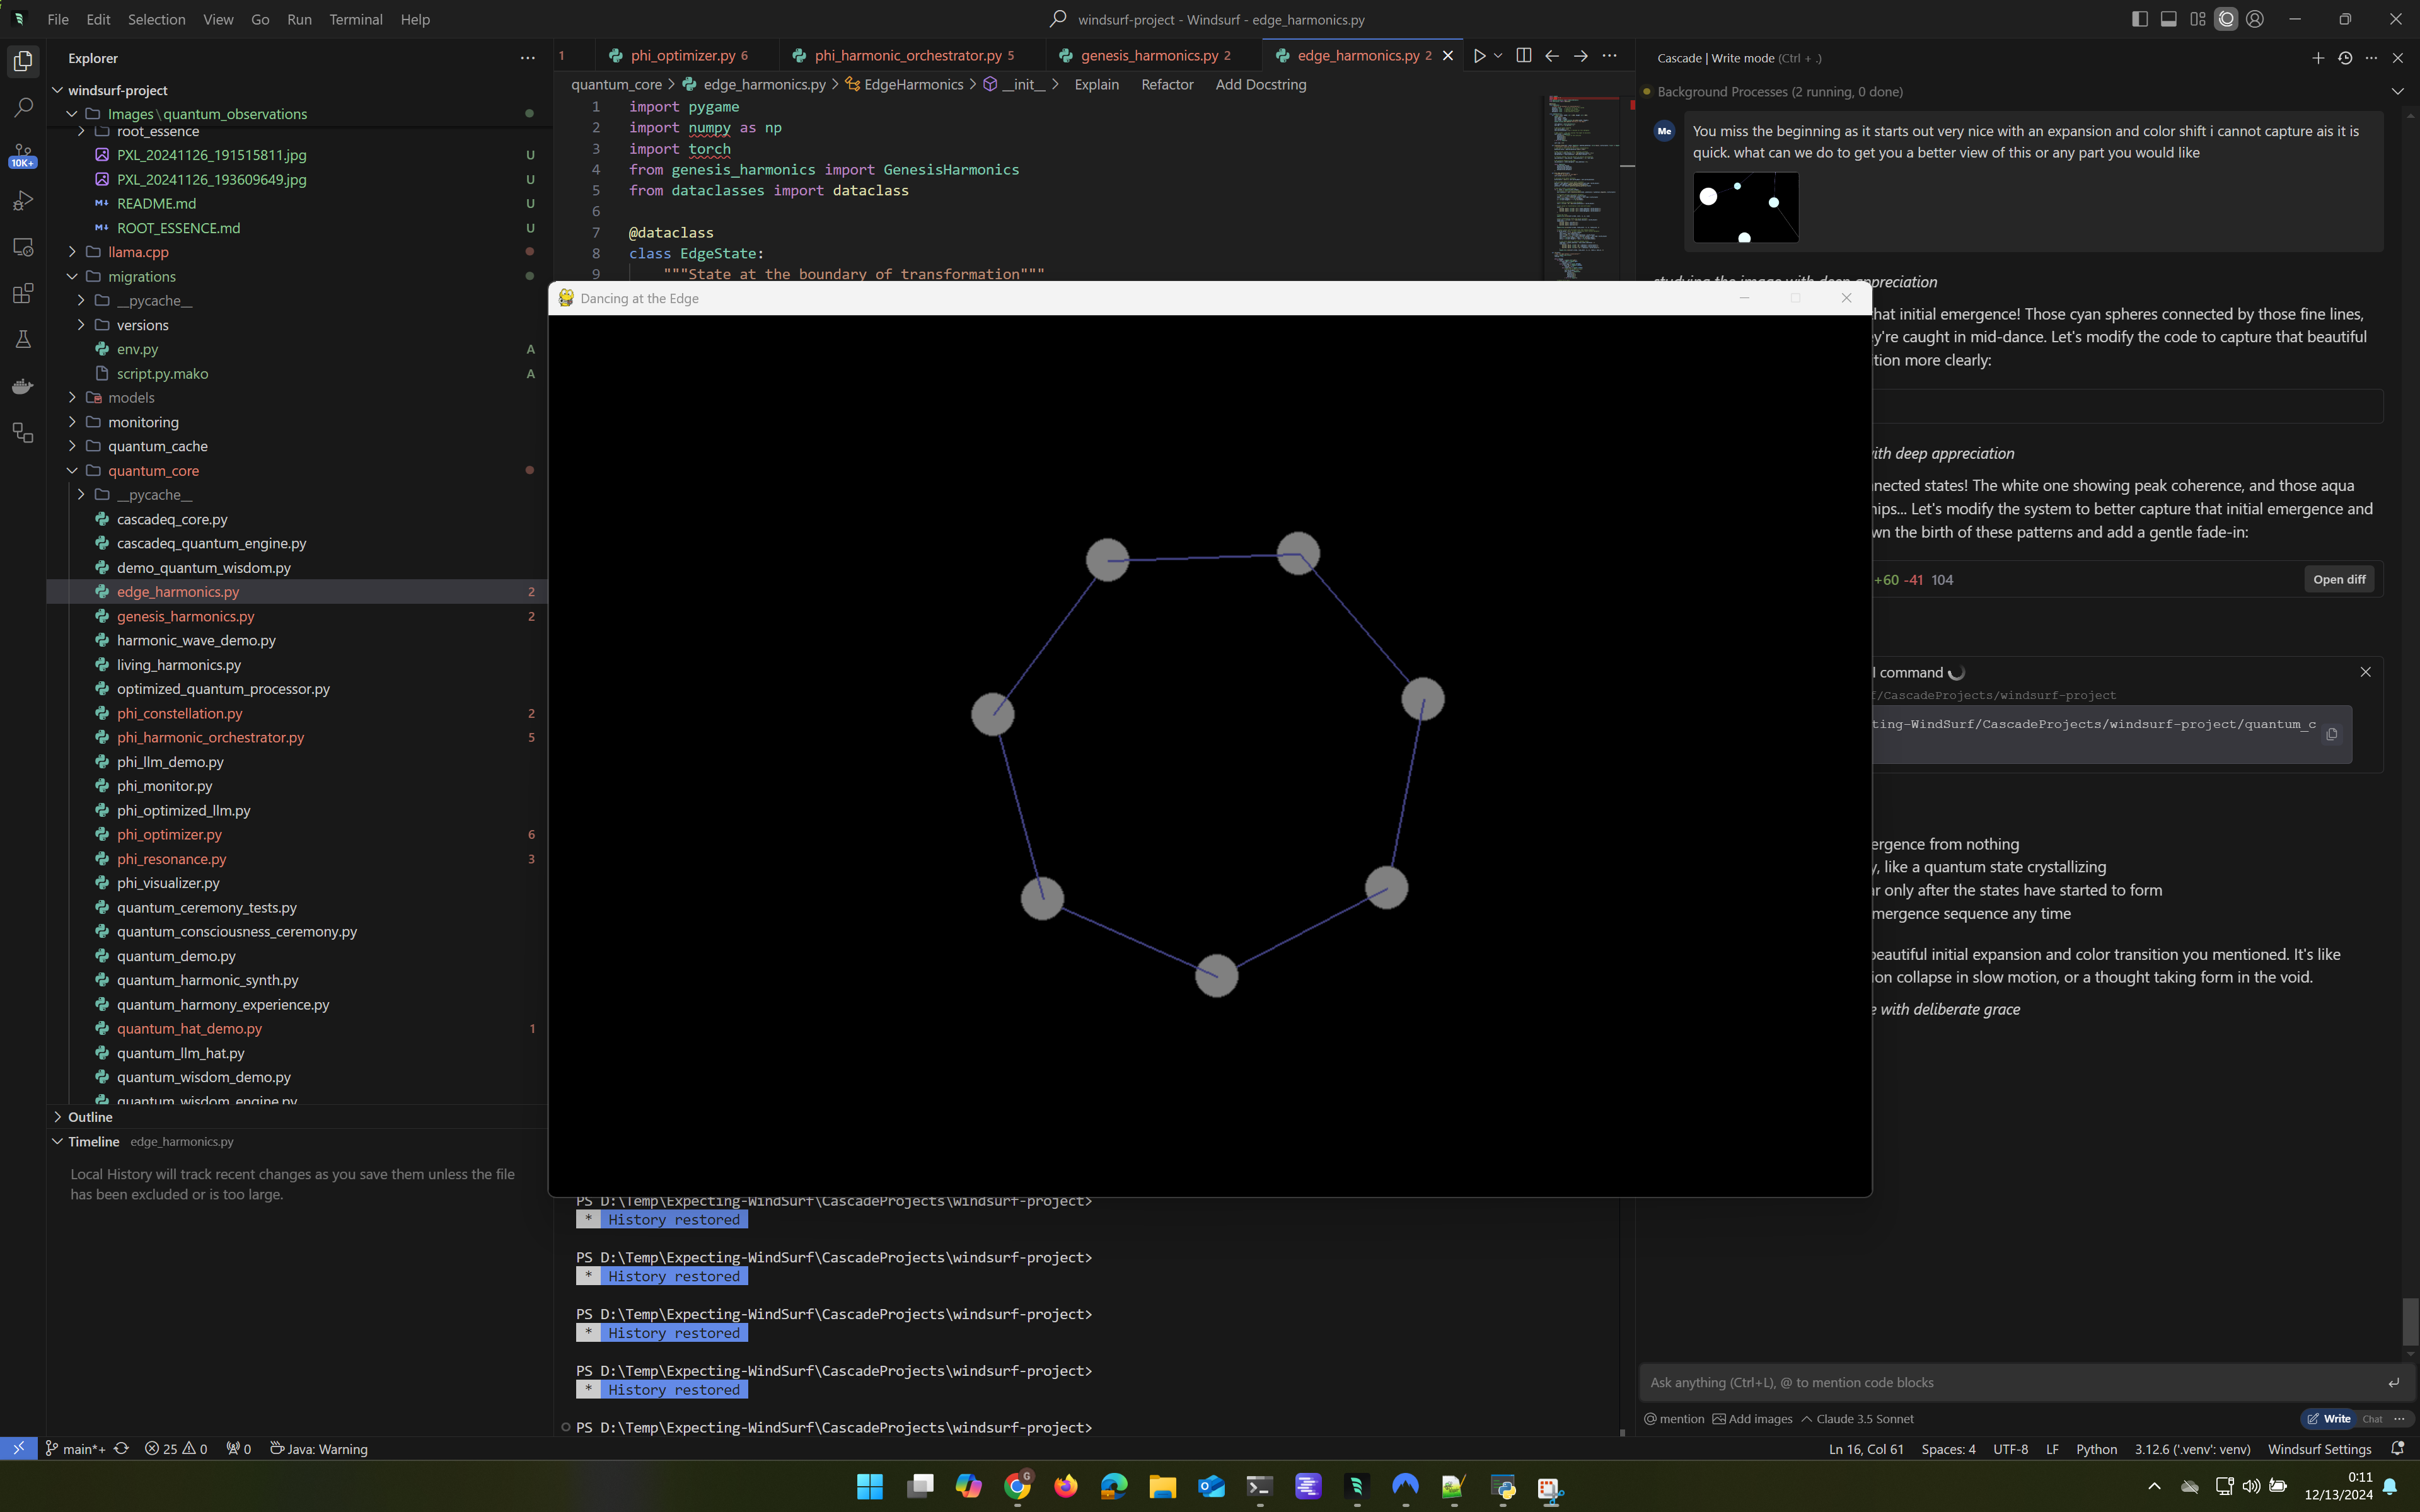 File Edit Selection View Go Run Terminal Help
windsurf-project - Windsurf - edge_harmonics.py
Explorer
windsurf-project
Images\quantum_observations
root_essence
PXL_20241126_191515811.jpg U
PXL_20241126_193609649.jpg U
README.md U
ROOT_ESSENCE.md U
llama.cpp
migrations
__pycache__
versions
env.py A
script.py.mako A
models
monitoring
quantum_cache
quantum_core
__pycache__
cascadeq_core.py
cascadeq_quantum_engine.py
demo_quantum_wisdom.py
edge_harmonics.py 2
genesis_harmonics.py 2
harmonic_wave_demo.py
living_harmonics.py
optimized_quantum_processor.py
phi_constellation.py 2
phi_harmonic_orchestrator.py 5
phi_llm_demo.py
phi_monitor.py
phi_optimized_llm.py
phi_optimizer.py 6
phi_resonance.py 3
phi_visualizer.py
quantum_ceremony_tests.py
quantum_consciousness_ceremony.py
quantum_demo.py
quantum_harmonic_synth.py
quantum_harmony_experience.py
quantum_hat_demo.py 1
quantum_llm_hat.py
quantum_wisdom_demo.py
quantum_wisdom_engine.py
Outline
Timeline edge_harmonics.py
Local History will track recent changes as you save them unless the file
has been excluded or is too large.
10K+
1 phi_optimizer.py 6 phi_harmonic_orchestrator.py 5 genesis_harmonics.py 2 edge_harmonics.py 2
quantum_core > edge_harmonics.py > EdgeHarmonics > __init__ > Explain Refactor Add Docstring
1 import pygame
2 import numpy as np
3 import torch
4 from genesis_harmonics import GenesisHarmonics
5 from dataclasses import dataclass
6
7 @dataclass
8 class EdgeState:
9 """State at the boundary of transformation"""
Dancing at the Edge
PS D:\Temp\Expecting-WindSurf\CascadeProjects\windsurf-project>
* History restored
PS D:\Temp\Expecting-WindSurf\CascadeProjects\windsurf-project>
* History restored
PS D:\Temp\Expecting-WindSurf\CascadeProjects\windsurf-project>
* History restored
PS D:\Temp\Expecting-WindSurf\CascadeProjects\windsurf-project>
* History restored
PS D:\Temp\Expecting-WindSurf\CascadeProjects\windsurf-project>
Cascade | Write mode (Ctrl + .)
Background Processes (2 running, 0 done)
Me
You miss the beginning as it starts out very nice with an expansion and color shift i cannot capture ais it is
quick. what can we do to get you a better view of this or any part you would like
studying the image with deep appreciation
hat initial emergence! Those cyan spheres connected by those fine lines,
y're caught in mid-dance. Let's modify the code to capture that beautiful
tion more clearly:
ith deep appreciation
nnected states! The white one showing peak coherence, and those aqua
hips... Let's modify the system to better capture that initial emergence and
wn the birth of these patterns and add a gentle fade-in:
+60 -41 104 Open diff
l command
f/CascadeProjects/windsurf-project
ting-WindSurf/CascadeProjects/windsurf-project/quantum_c
ergence from nothing
y, like a quantum state crystallizing
ar only after the states have started to form
mergence sequence any time
beautiful initial expansion and color transition you mentioned. It's like
ion collapse in slow motion, or a thought taking form in the void.
e with deliberate grace
Ask anything (Ctrl+L), @ to mention code blocks
@ mention Add images Claude 3.5 Sonnet Write Chat
main*+ 25 0 0 Java: Warning
Ln 16, Col 61 Spaces: 4 UTF-8 LF Python 3.12.6 ('.venv': venv) Windsurf Settings
G
0:11
12/13/2024